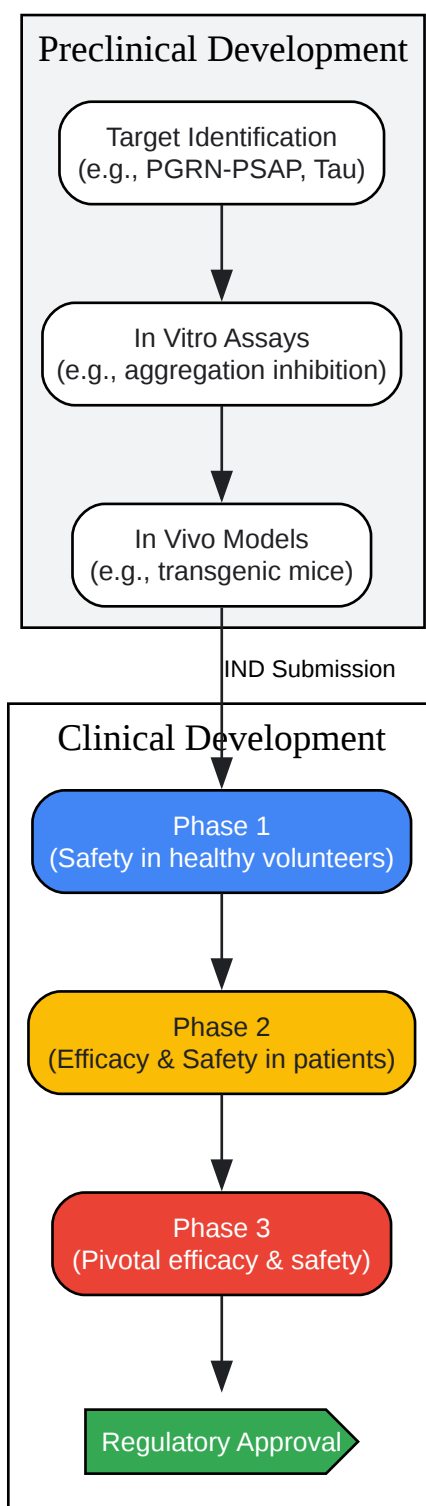 Preclinical Development
Target Identification
(e.g., PGRN-PSAP, Tau)
In Vitro Assays
(e.g., aggregation inhibition)
In Vivo Models
(e.g., transgenic mice)
IND Submission
Clinical Development
Phase 1
(Safety in healthy volunteers)
Phase 2
(Efficacy & Safety in patients)
Phase 3
(Pivotal efficacy & safety)
Regulatory Approval